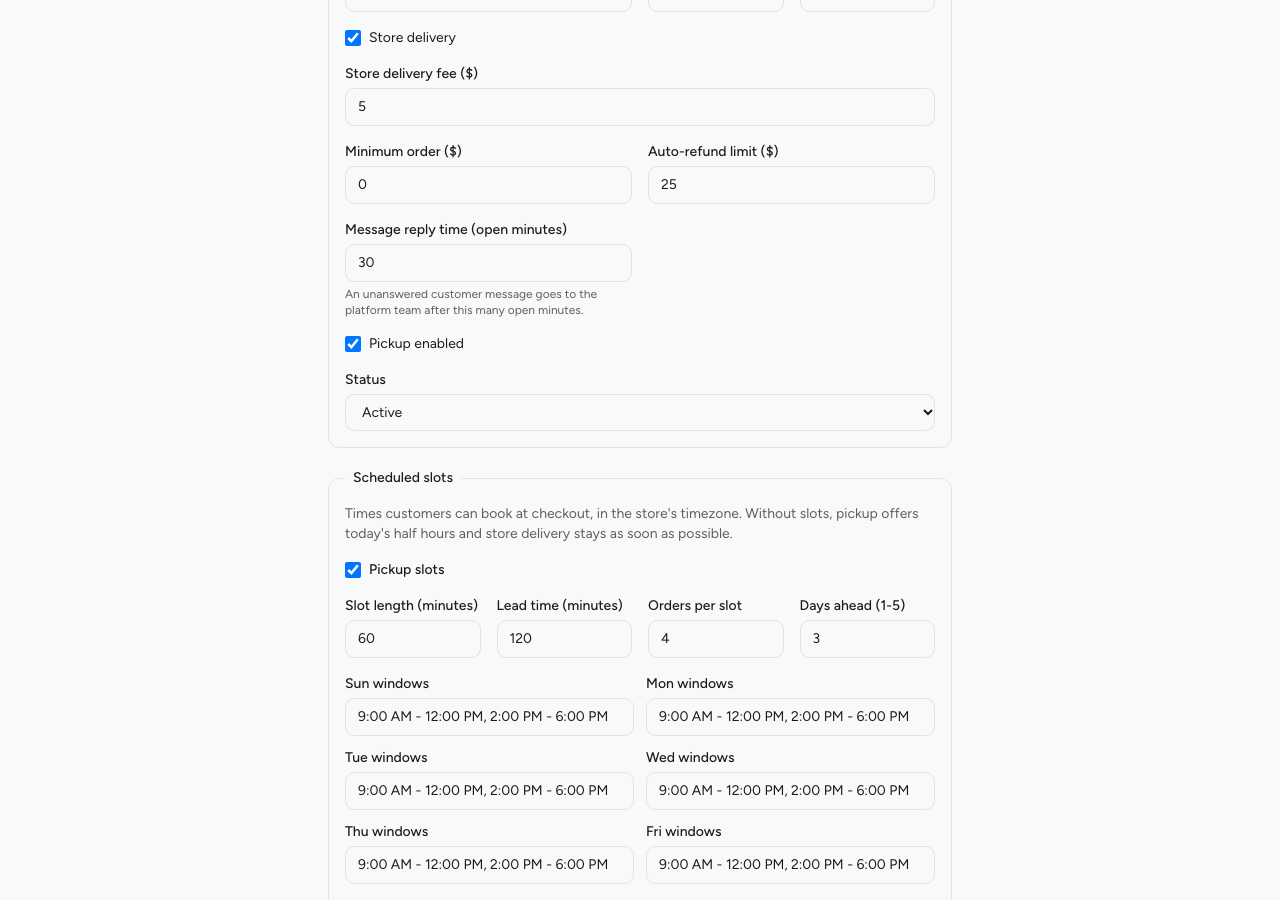 Store delivery
Store delivery fee ($)
5
Minimum order ($)
Auto-refund limit ($)
0
25
Message reply time (open minutes)
30
An unanswered customer message goes to the
platform team after this many open minutes.
Pickup enabled
Status
Active
Scheduled slots
Times customers can book at checkout, in the store's timezone. Without slots, pickup offers
today's half hours and store delivery stays as soon as possible.
Pickup slots
Slot length (minutes) Lead time (minutes) Orders per slot Days ahead (1-5)
60 120 4 3
Sun windows Mon windows
9:00 AM - 12:00 PM, 2:00 PM - 6:00 PM 9:00 AM - 12:00 PM, 2:00 PM - 6:00 PM
Tue windows Wed windows
9:00 AM - 12:00 PM, 2:00 PM - 6:00 PM 9:00 AM - 12:00 PM, 2:00 PM - 6:00 PM
Thu windows Fri windows
9:00 AM - 12:00 PM, 2:00 PM - 6:00 PM 9:00 AM - 12:00 PM, 2:00 PM - 6:00 PM